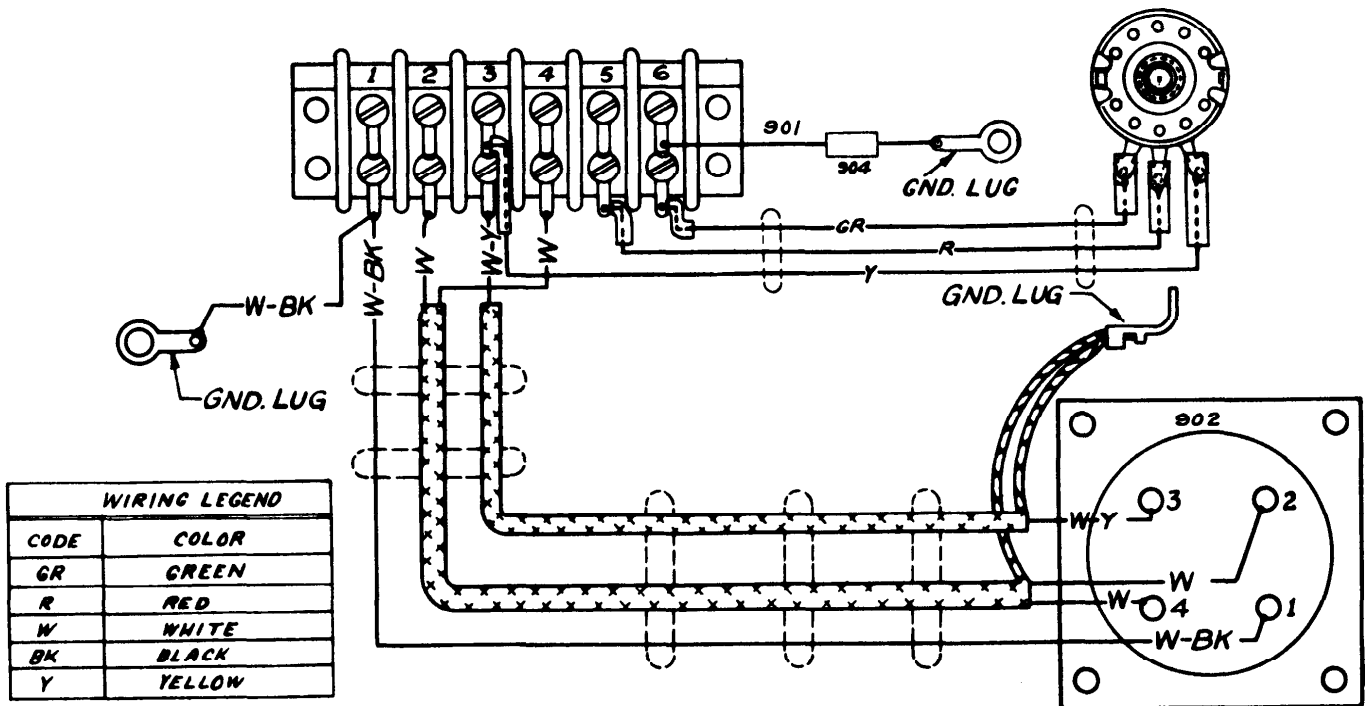 1 2 3 4 5 6
901
904
GND. LUG
GR
R
Y
W-BK
W
W-Y
W
W-BK
GND. LUG
GND. LUG
902
3 2
W-Y
W
W 4 1
W-BK
WIRING LEGEND
CODE COLOR
GR GREEN
R RED
W WHITE
BK BLACK
Y YELLOW